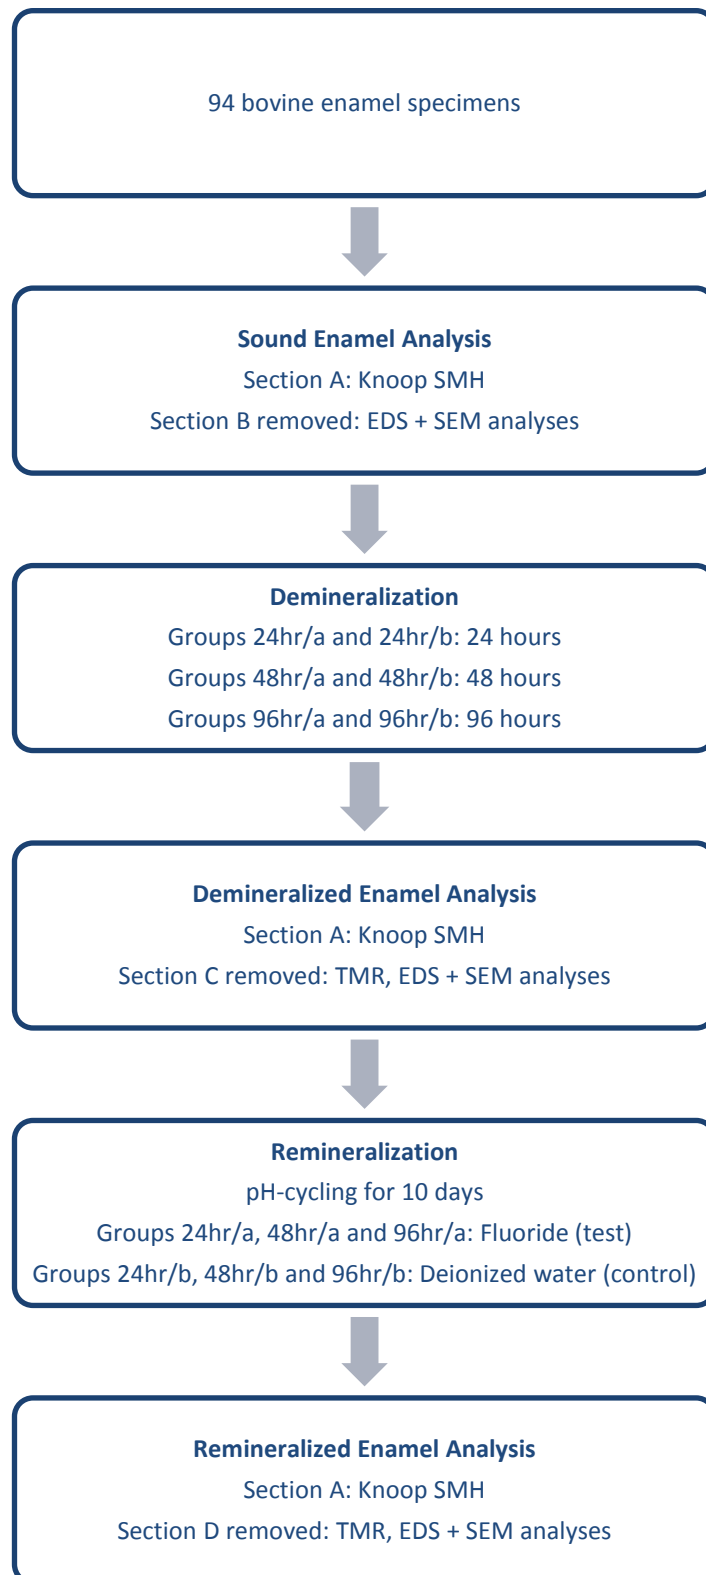 94 bovine enamel specimens
Sound Enamel Analysis
Section A: Knoop SMH
Section B removed: EDS + SEM analyses
Demineralization
Groups 24hr/a and 24hr/b: 24 hours
Groups 48hr/a and 48hr/b: 48 hours
Groups 96hr/a and 96hr/b: 96 hours
Demineralized Enamel Analysis
Section A: Knoop SMH
Section C removed: TMR, EDS + SEM analyses
Remineralization
pH-cycling for 10 days
Groups 24hr/a, 48hr/a and 96hr/a: Fluoride (test)
Groups 24hr/b, 48hr/b and 96hr/b: Deionized water (control)
Remineralized Enamel Analysis
Section A: Knoop SMH
Section D removed: TMR, EDS + SEM analyses